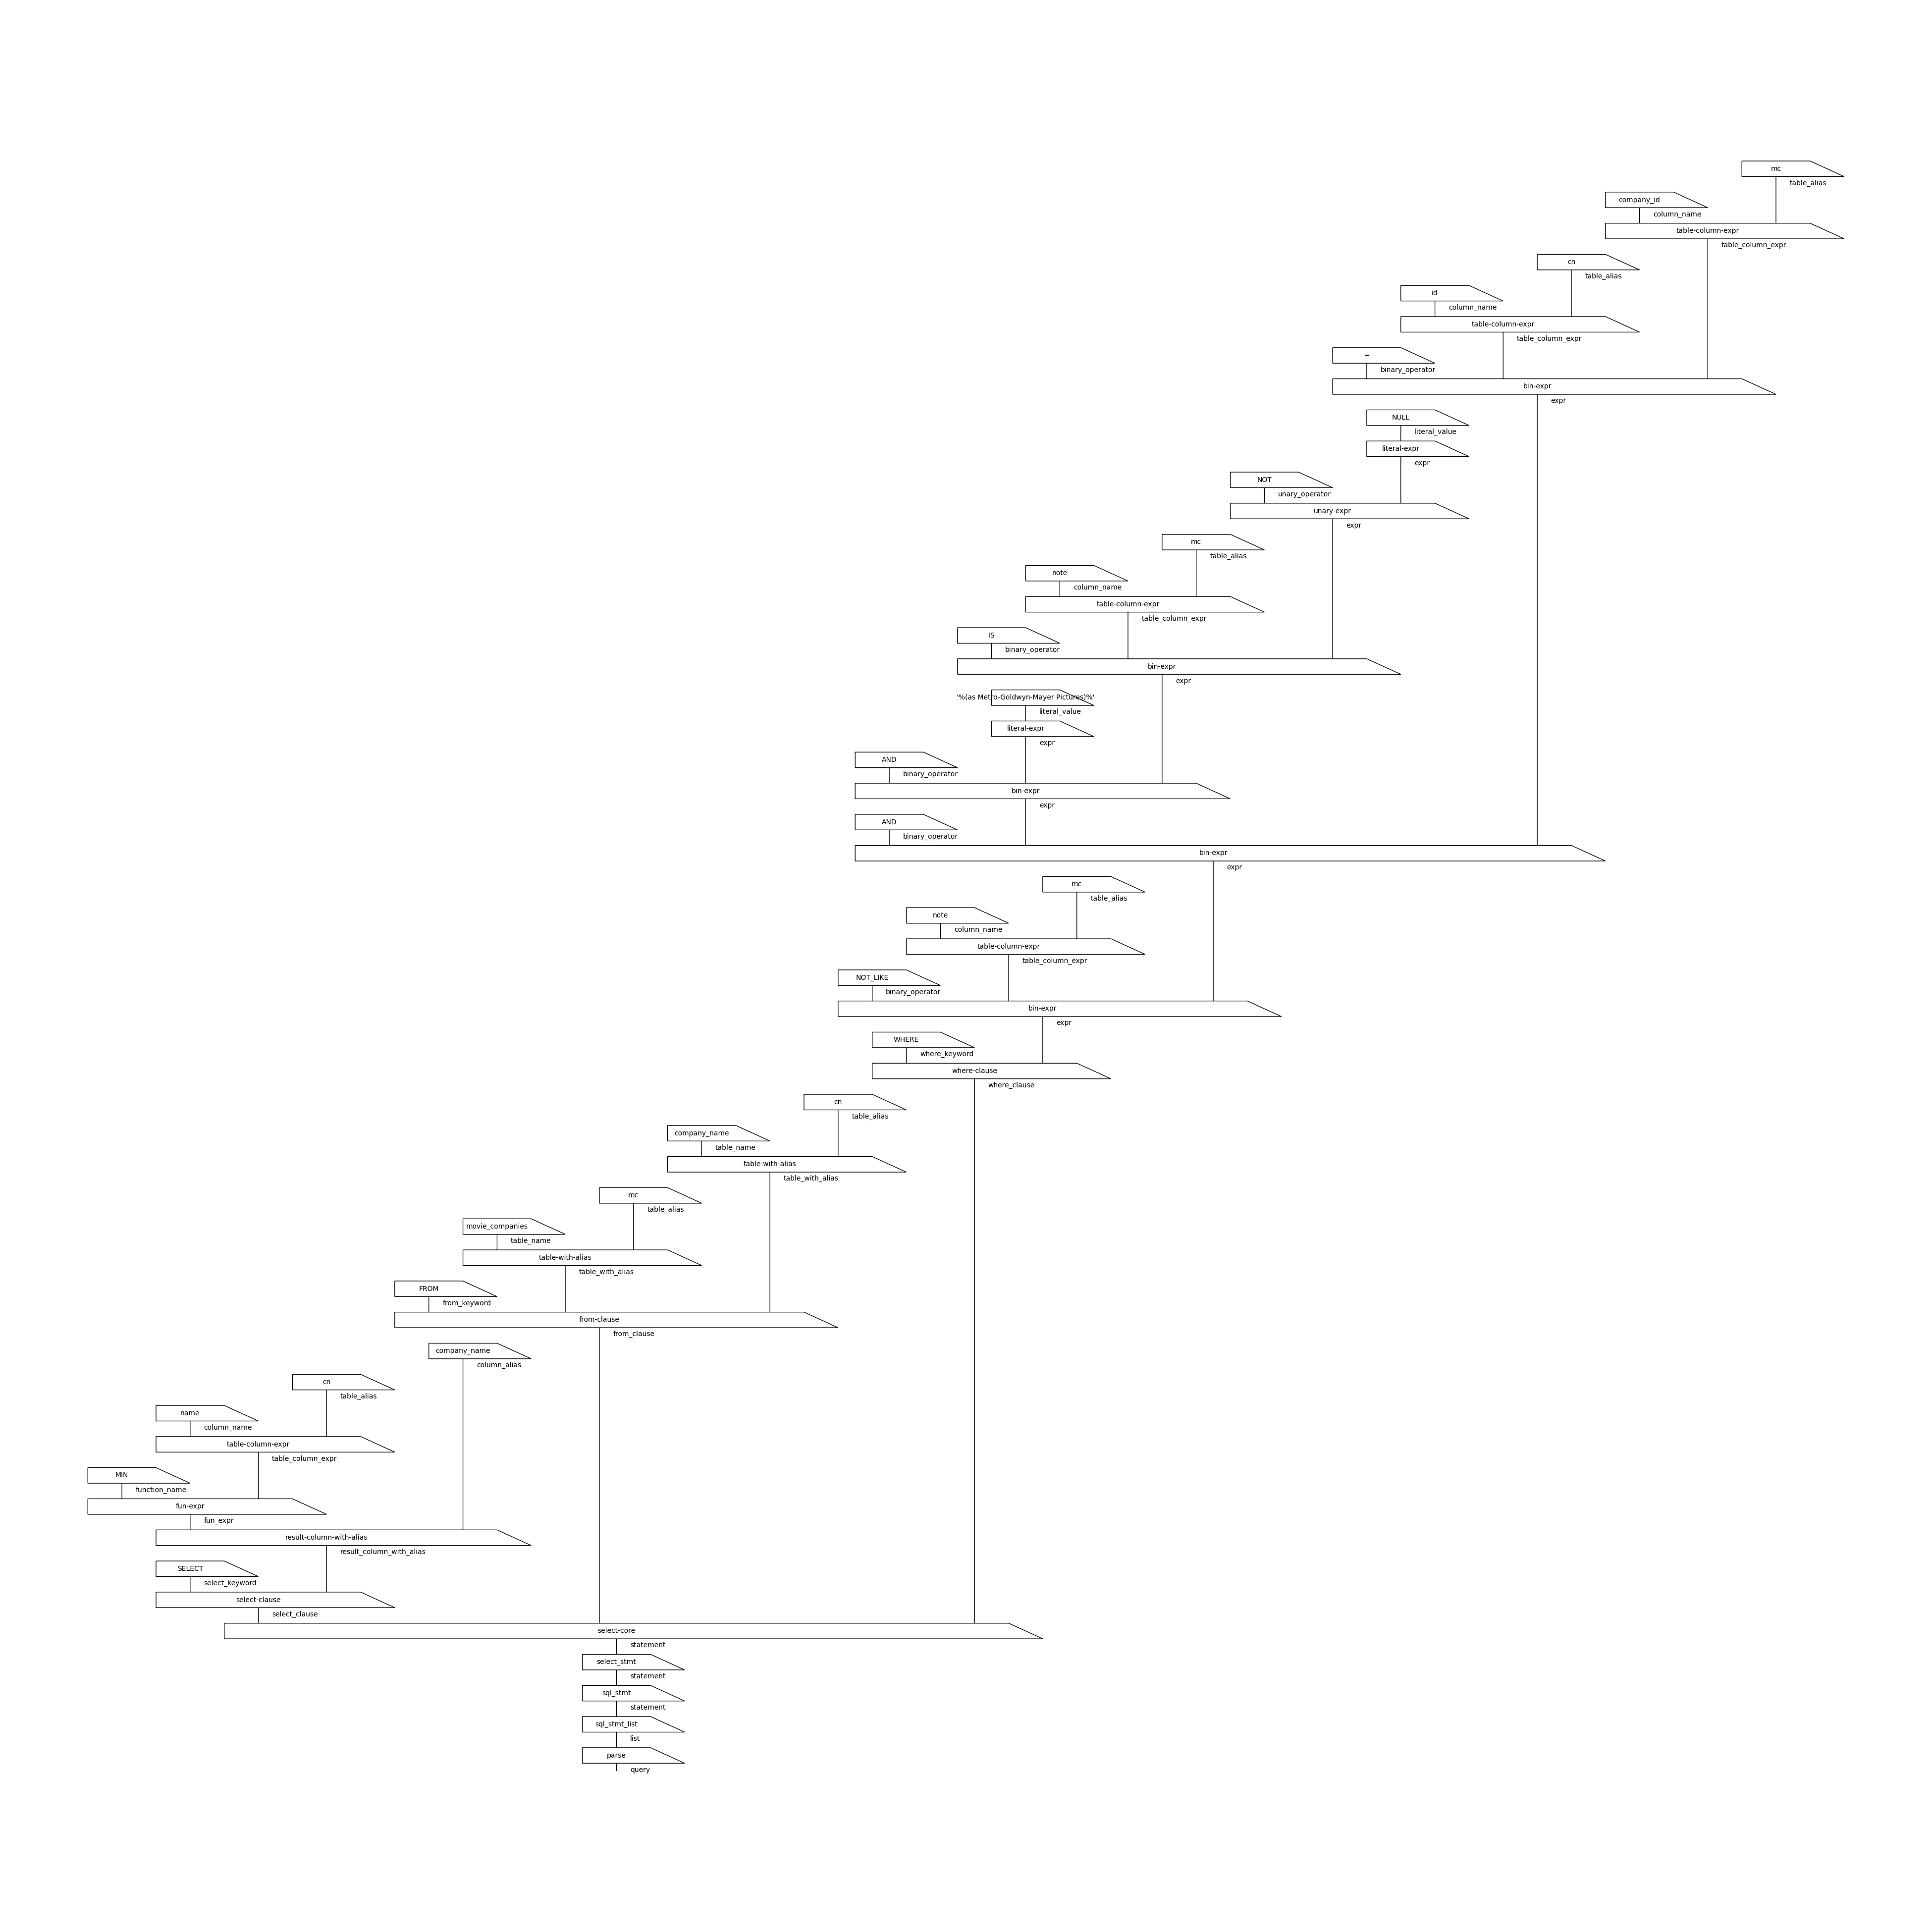 mc
table_alias
company_id
column_name
table-column-expr
table_column_expr
cn
table_alias
id
column_name
table-column-expr
table_column_expr
=
binary_operator
bin-expr
expr
NULL
literal_value
literal-expr
expr
NOT
unary_operator
unary-expr
expr
mc
table_alias
note
column_name
table-column-expr
table_column_expr
IS
binary_operator
bin-expr
expr
'%(as Metro-Goldwyn-Mayer Pictures)%'
literal_value
literal-expr
expr
AND
binary_operator
bin-expr
expr
AND
binary_operator
bin-expr
expr
mc
table_alias
note
column_name
table-column-expr
table_column_expr
NOT_LIKE
binary_operator
bin-expr
expr
WHERE
where_keyword
where-clause
where_clause
cn
table_alias
company_name
table_name
table-with-alias
table_with_alias
mc
table_alias
movie_companies
table_name
table-with-alias
table_with_alias
FROM
from_keyword
from-clause
from_clause
company_name
column_alias
cn
table_alias
name
column_name
table-column-expr
table_column_expr
MIN
function_name
fun-expr
fun_expr
result-column-with-alias
result_column_with_alias
SELECT
select_keyword
select-clause
select_clause
select-core
statement
select_stmt
statement
sql_stmt
statement
sql_stmt_list
list
parse
query